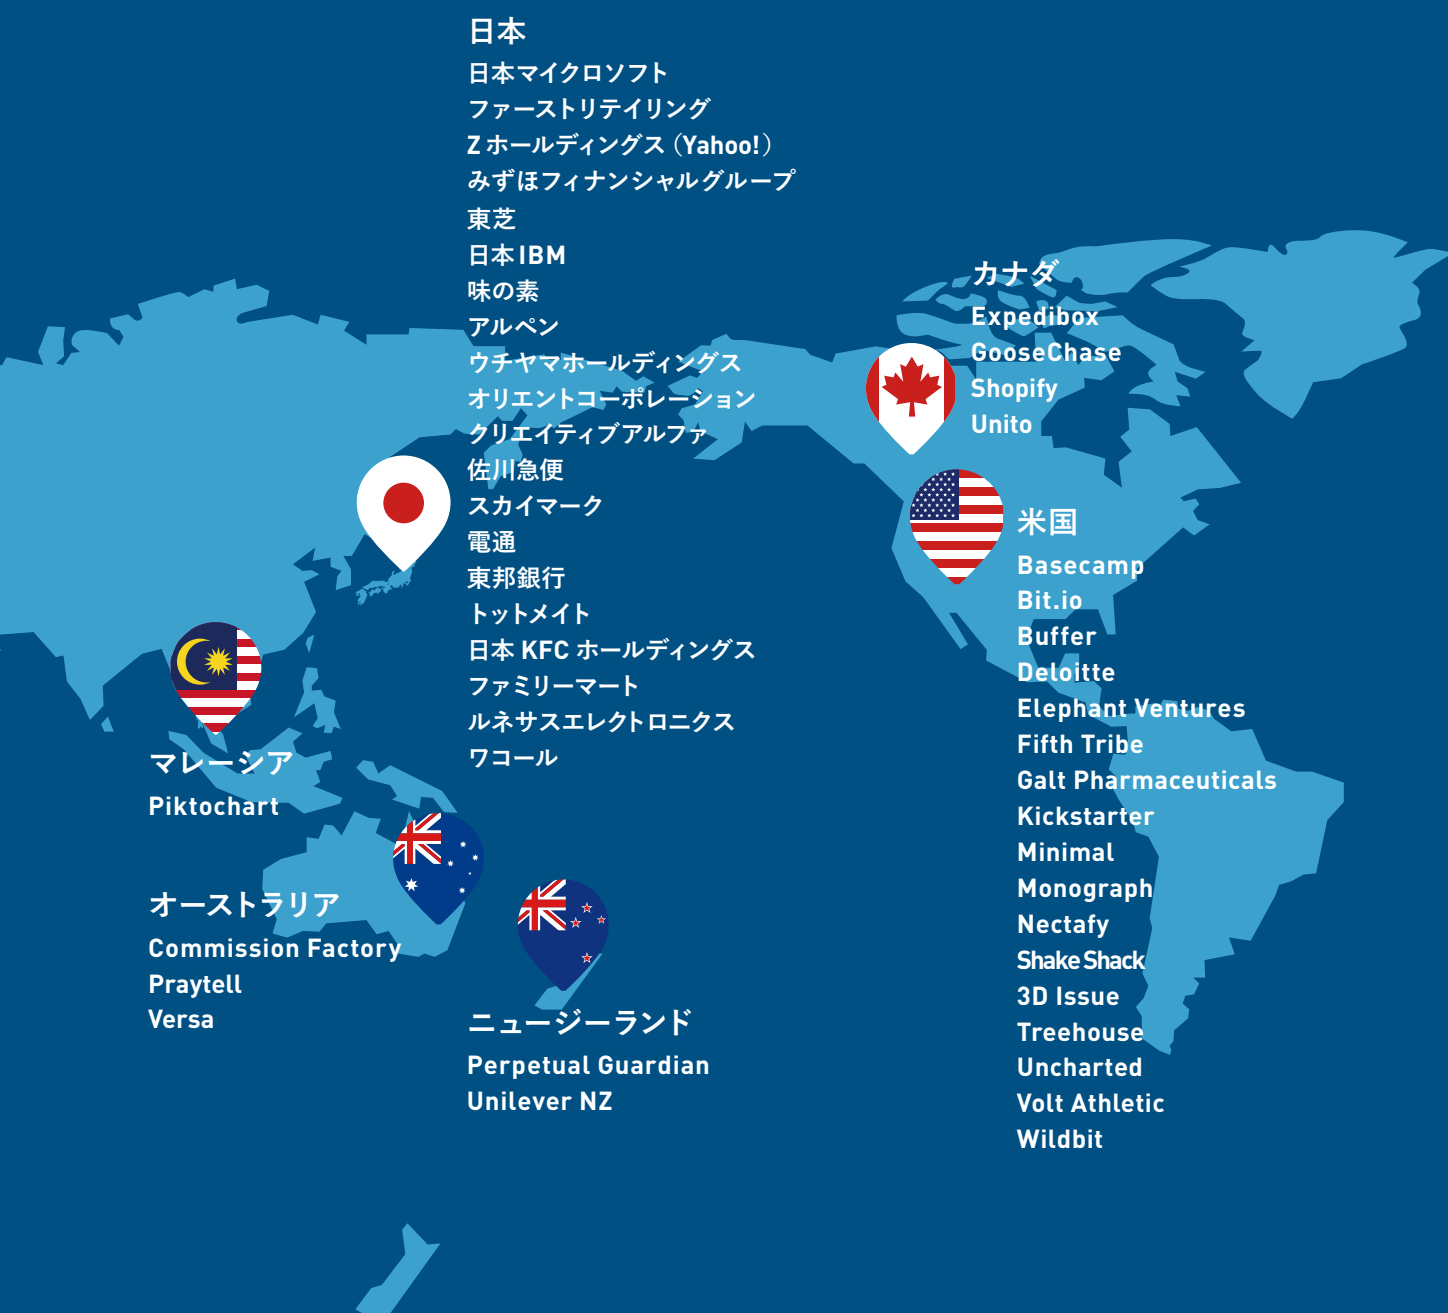 日本
日本マイクロソフト
ファーストリテイリング
Z ホールディングス（Yahoo!）
みずほフィナンシャルグループ
東芝
日本 IBM
味の素
アルペン
ウチヤマホールディングス
オリエントコーポレーション
クリエイティブアルファ
佐川急便
スカイマーク
電通
東邦銀行
トットメイト
日本 KFC ホールディングス
ファミリーマート
ルネサスエレクトロニクス
ワコール
カナダ
Expedibox
GooseChase
Shopify
Unito
米国
Basecamp
Bit.io
Buffer
Deloitte
Elephant Ventures
Fifth Tribe
Galt Pharmaceuticals
Kickstarter
Minimal
Monograph
Nectafy
Shake Shack
3D Issue
Treehouse
Uncharted
Volt Athletic
Wildbit
マレーシア
Piktochart
オーストラリア
Commission Factory
Praytell
Versa
ニュージーランド
Perpetual Guardian
Unilever NZ